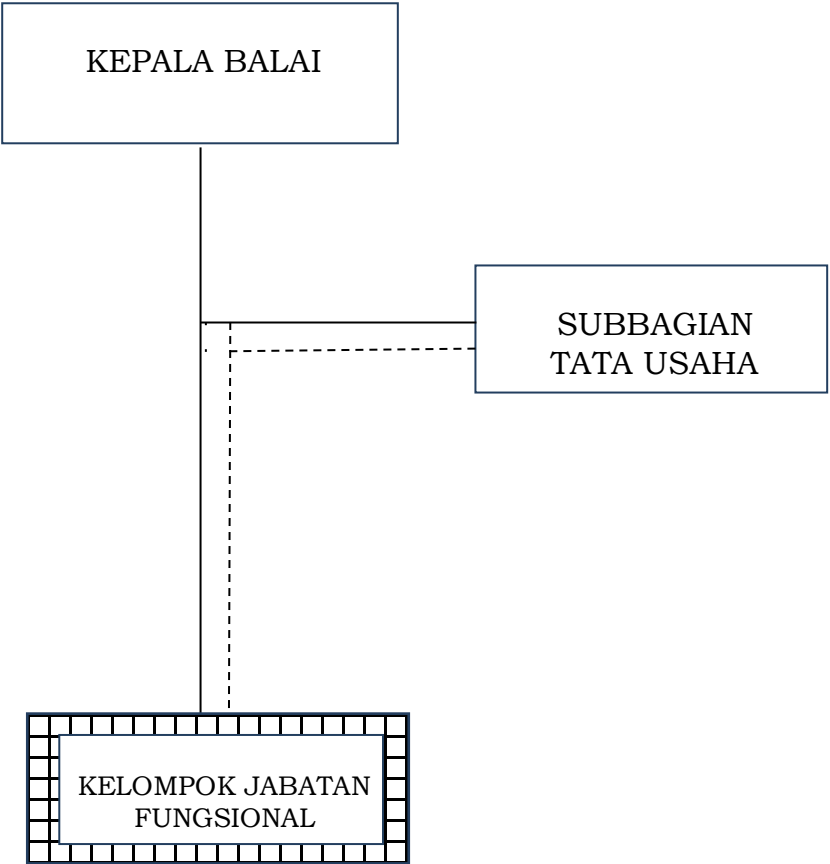 KEPALA BALAI
SUBBAGIAN
TATA USAHA
KELOMPOK JABATAN
FUNGSIONAL